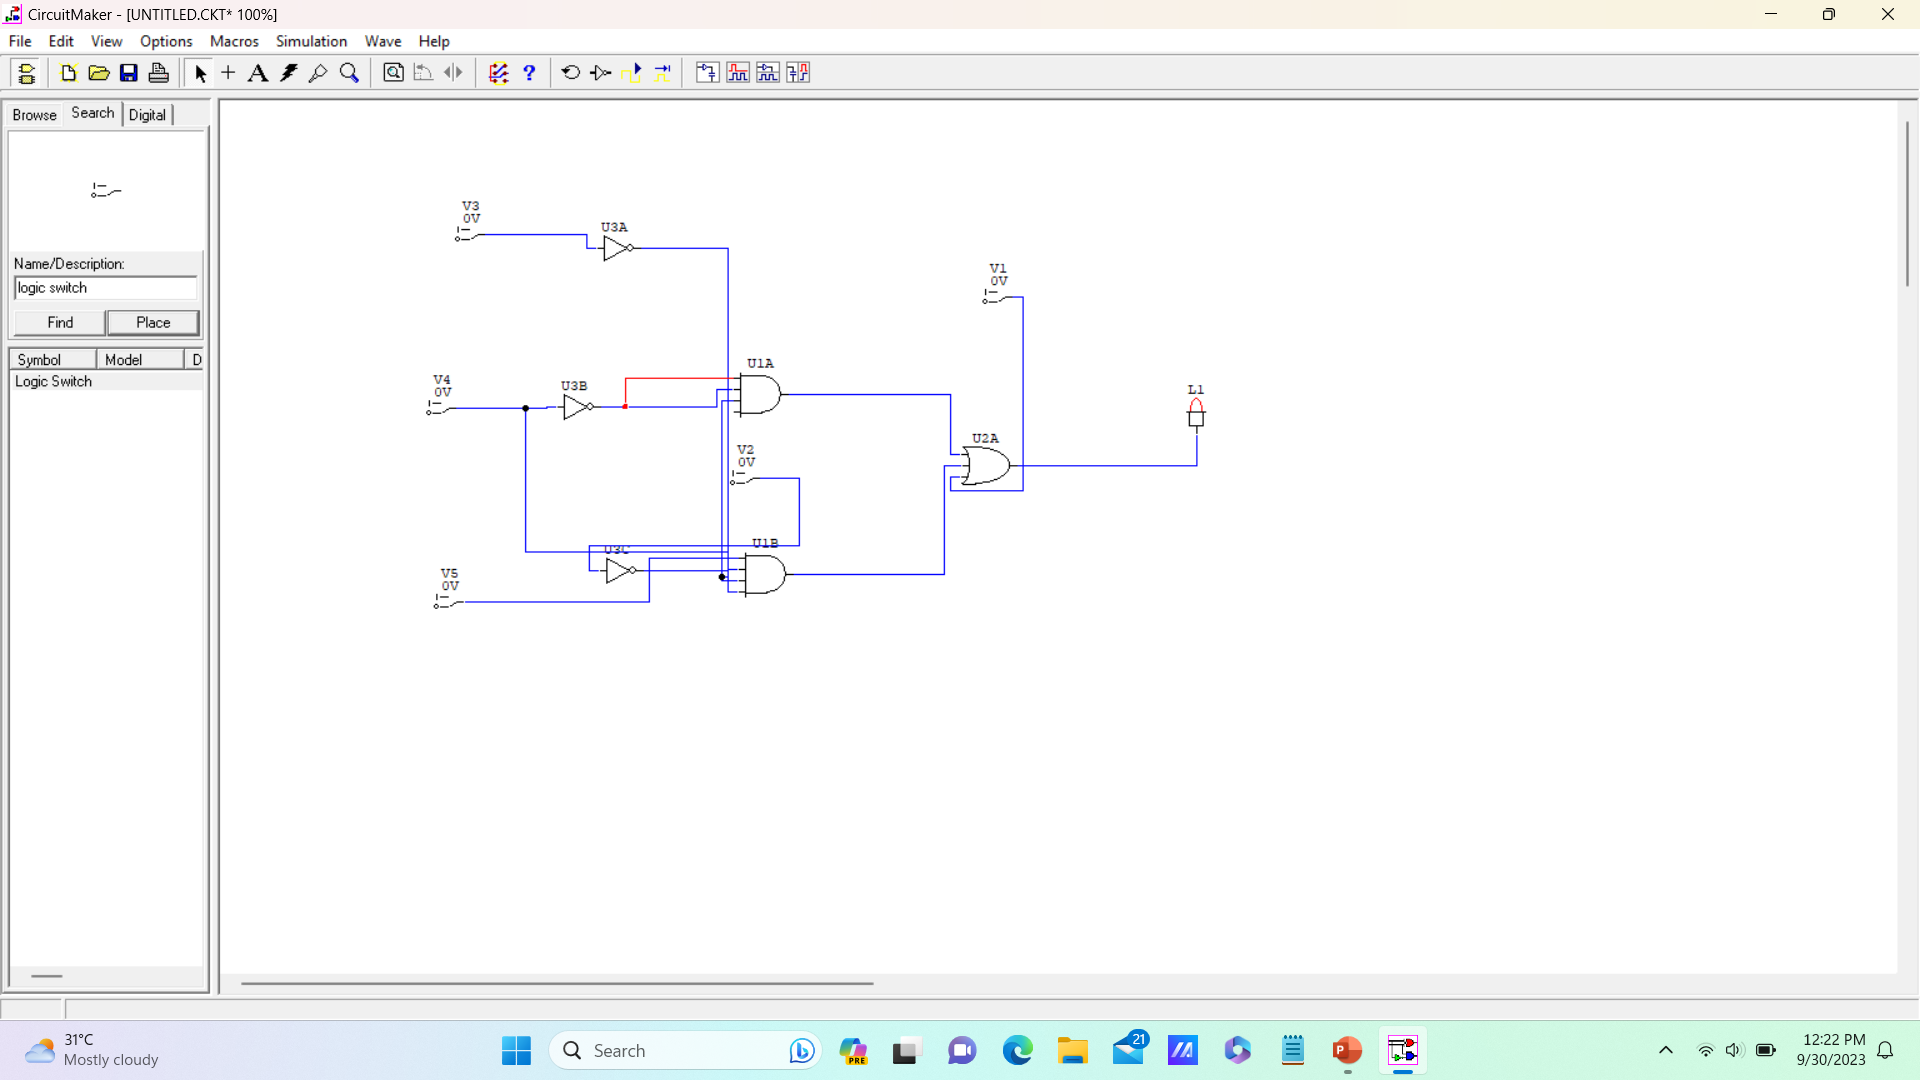 CircuitMaker - [UNTITLED.CKT* 100%]
File Edit View Options Macros Simulation Wave Help
Browse Search Digital
Name/Description:
logic switch
Find Place
Symbol Model D
Logic Switch
V3
0V
U3A
V1
0V
U1A
V4
0V
U3B
L1
U2A
V2
0V
U1B
U3C
V5
0V
31°C
Mostly cloudy
Search
PRE
21
P
12:22 PM
9/30/2023